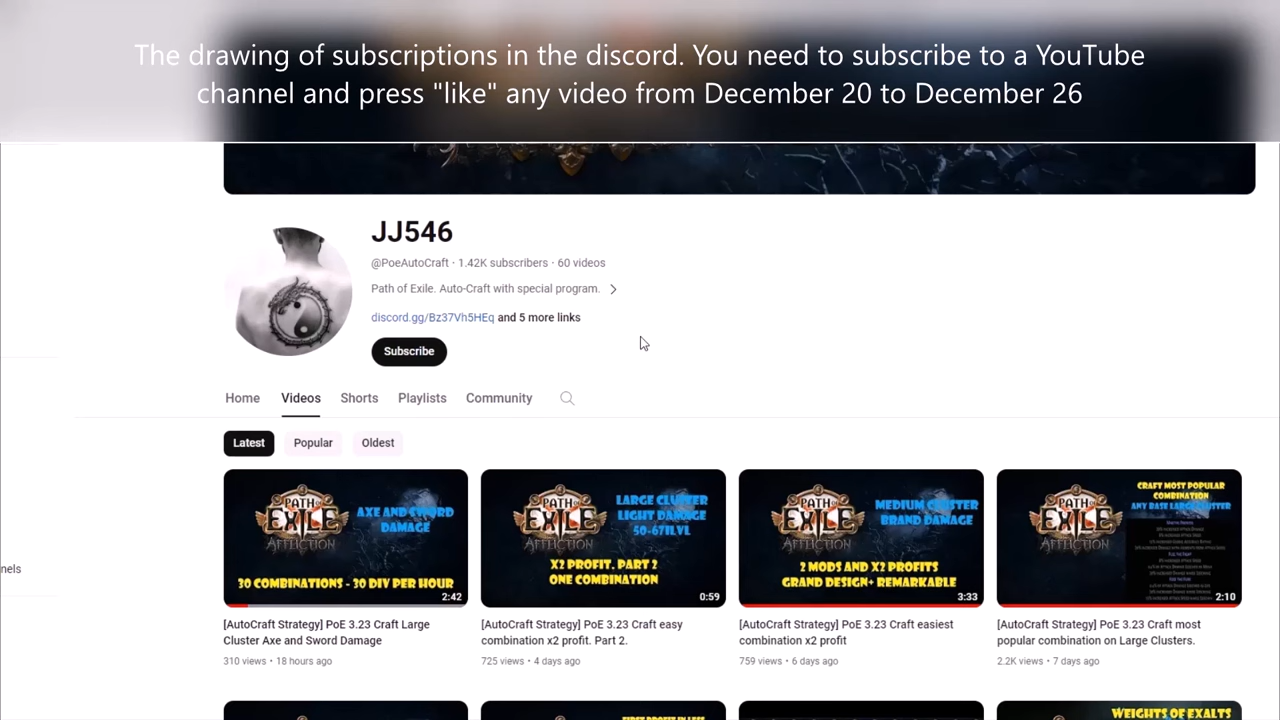 The drawing of subscriptions in the discord. You need to subscribe to a YouTube
channel and press "like" any video from December 20 to December 26
JJ546
@PoeAutoCraft · 1.42K subscribers · 60 videos
Path of Exile. Auto-Craft with special program.
discord.gg/Bz37Vh5HEq and 5 more links
Subscribe
Home Videos Shorts Playlists Community
Latest Popular Oldest
PATH OF EXILE AFFLICTION
AXE AND SWORD
DAMAGE
30 COMBINATIONS - 30 DIV PER HOUR
2:42
PATH OF EXILE AFFLICTION
LARGE CLUSTER
LIGHT DAMAGE
50-67ILVL
X2 PROFIT. PART 2
ONE COMBINATION
0:59
PATH OF EXILE AFFLICTION
MEDIUM CLUSTER
BRAND DAMAGE
2 MODS AND X2 PROFITS
GRAND DESIGN+ REMARKABLE
3:33
PATH OF EXILE AFFLICTION
CRAFT MOST POPULAR
COMBINATION
ANY BASE LARGE CLUSTER
2:10
[AutoCraft Strategy] PoE 3.23 Craft Large
Cluster Axe and Sword Damage
310 views · 18 hours ago
[AutoCraft Strategy] PoE 3.23 Craft easy
combination x2 profit. Part 2.
725 views · 4 days ago
[AutoCraft Strategy] PoE 3.23 Craft easiest
combination x2 profit
759 views · 6 days ago
[AutoCraft Strategy] PoE 3.23 Craft most
popular combination on Large Clusters.
2.2K views · 7 days ago
nels
FIRST PROFIT IN LESS
WEIGHTS OF EXALTS